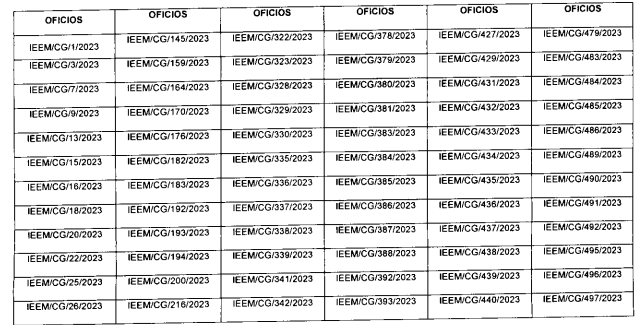 OFICIOS OFICIOS OFICIOS OFICIOS OFICIOS OFICIOS
IEEM/CG/1/2023 IEEM/CG/145/2023 IEEM/CG/322/2023 IEEM/CG/378/2023 IEEM/CG/427/2023 IEEM/CG/479/2023
IEEM/CG/3/2023 IEEM/CG/159/2023 IEEM/CG/323/2023 IEEM/CG/379/2023 IEEM/CG/429/2023 IEEM/CG/483/2023
IEEM/CG/7/2023 IEEM/CG/164/2023 IEEM/CG/328/2023 IEEM/CG/380/2023 IEEM/CG/431/2023 IEEM/CG/484/2023
IEEM/CG/9/2023 IEEM/CG/170/2023 IEEM/CG/329/2023 IEEM/CG/381/2023 IEEM/CG/432/2023 IEEM/CG/485/2023
IEEM/CG/13/2023 IEEM/CG/176/2023 IEEM/CG/330/2023 IEEM/CG/383/2023 IEEM/CG/433/2023 IEEM/CG/486/2023
IEEM/CG/15/2023 IEEM/CG/182/2023 IEEM/CG/335/2023 IEEM/CG/384/2023 IEEM/CG/434/2023 IEEM/CG/489/2023
IEEM/CG/16/2023 IEEM/CG/183/2023 IEEM/CG/336/2023 IEEM/CG/385/2023 IEEM/CG/435/2023 IEEM/CG/490/2023
IEEM/CG/18/2023 IEEM/CG/192/2023 IEEM/CG/337/2023 IEEM/CG/386/2023 IEEM/CG/436/2023 IEEM/CG/491/2023
IEEM/CG/20/2023 IEEM/CG/193/2023 IEEM/CG/338/2023 IEEM/CG/387/2023 IEEM/CG/437/2023 IEEM/CG/492/2023
IEEM/CG/22/2023 IEEM/CG/194/2023 IEEM/CG/339/2023 IEEM/CG/388/2023 IEEM/CG/438/2023 IEEM/CG/495/2023
IEEM/CG/25/2023 IEEM/CG/200/2023 IEEM/CG/341/2023 IEEM/CG/392/2023 IEEM/CG/439/2023 IEEM/CG/496/2023
IEEM/CG/26/2023 IEEM/CG/216/2023 IEEM/CG/342/2023 IEEM/CG/393/2023 IEEM/CG/440/2023 IEEM/CG/497/2023